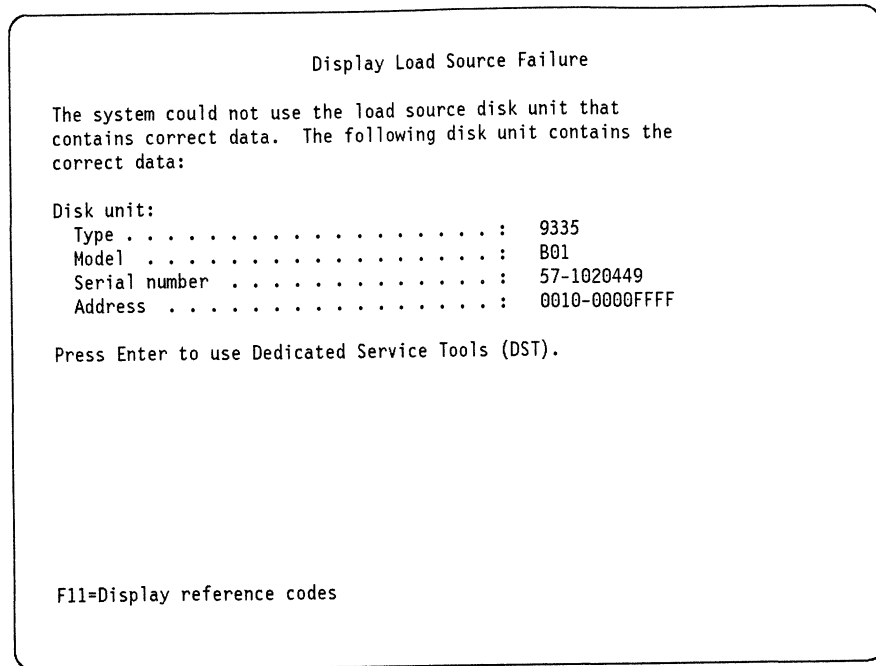 Display Load Source Failure
The system could not use the load source disk unit that
contains correct data.  The following disk unit contains the
correct data:
Disk unit:
Type . . . . . . . . . . . . . . . . . . :   9335
Model  . . . . . . . . . . . . . . . . . :   B01
Serial number  . . . . . . . . . . . . . :   57-1020449
Address  . . . . . . . . . . . . . . . . :   0010-0000FFFF
Press Enter to use Dedicated Service Tools (DST).
F11=Display reference codes